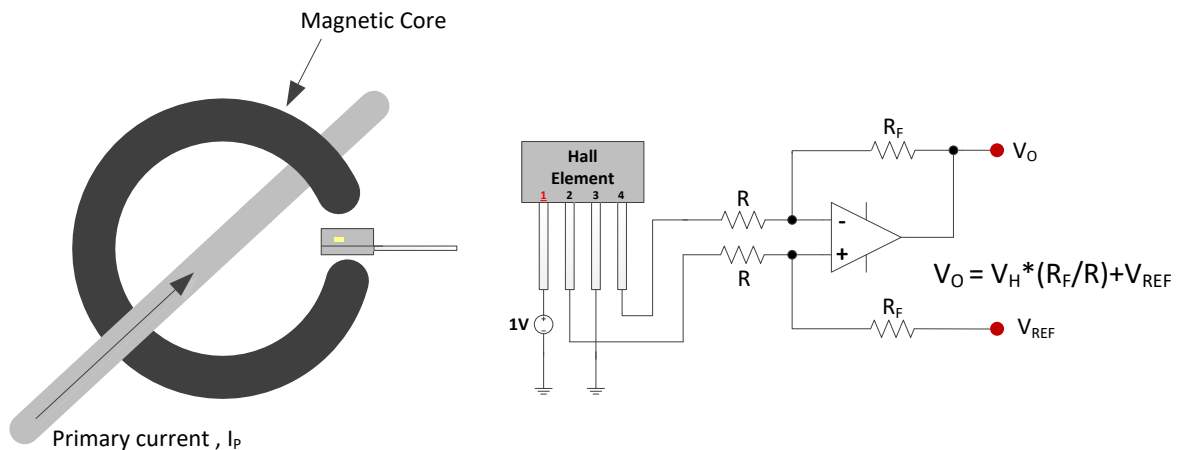 Magnetic Core
Primary current , IP
Hall
Element
1 2 3 4
1V
R
R
RF
RF
-
+
VO
VREF
VO = VH*(RF/R)+VREF